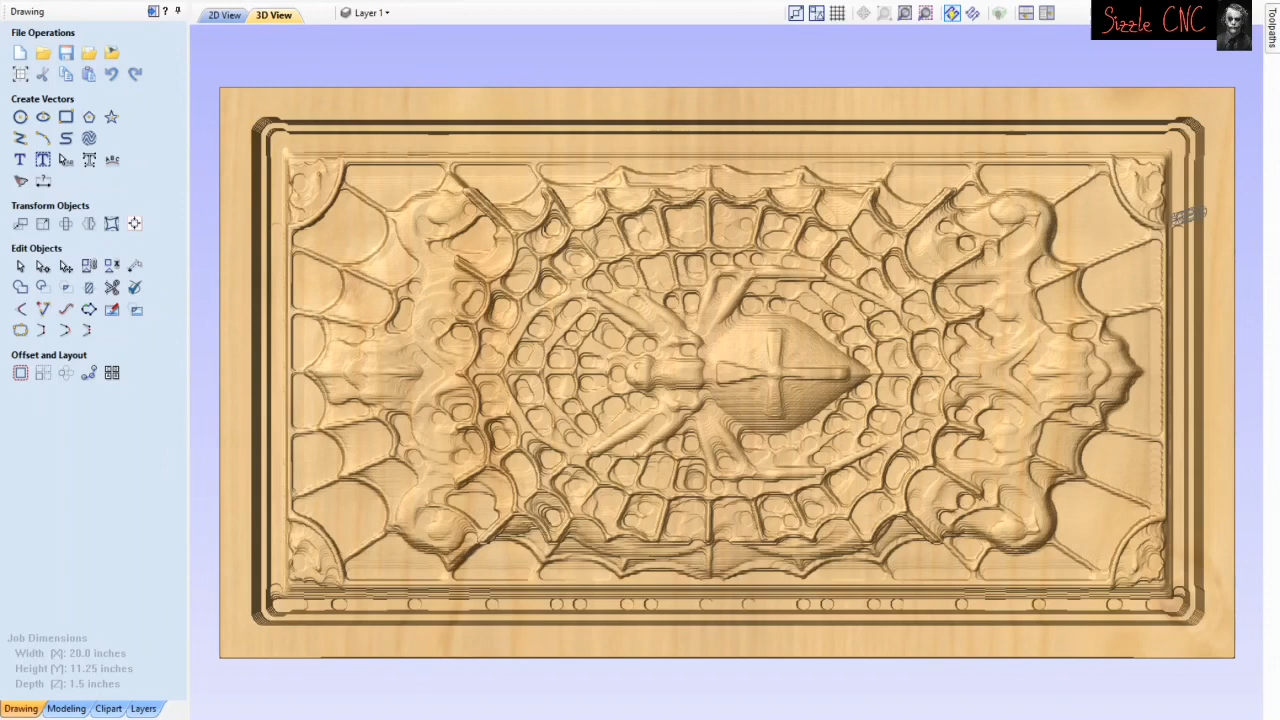 Drawing
?
2D View
3D View
Layer 1
Sizzle CNC
Toolpaths
File Operations
Create Vectors
T
T
ABC
Transform Objects
Edit Objects
Offset and Layout
Job Dimensions
Width [X]: 20.0 inches
Height [Y]: 11.25 inches
Depth [Z]: 1.5 inches
Drawing
Modeling
Clipart
Layers